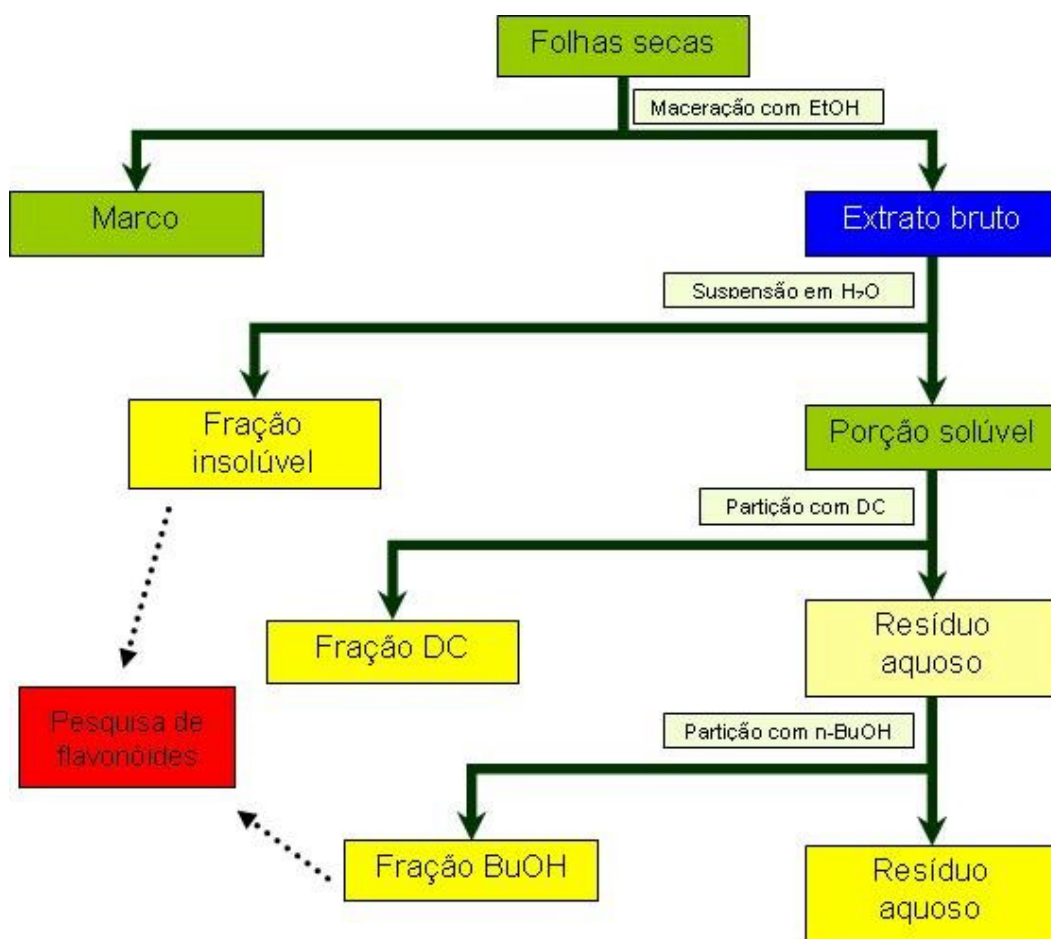 Folhas secas
Maceração com EtOH
Marco
Extrato bruto
Suspensão em H₂O
Fração
insolúvel
Porção solúvel
Partição com DC
Fração DC
Resíduo
aquoso
Pesquisa de
flavonóides
Partição com n-BuOH
Fração BuOH
Resíduo
aquoso